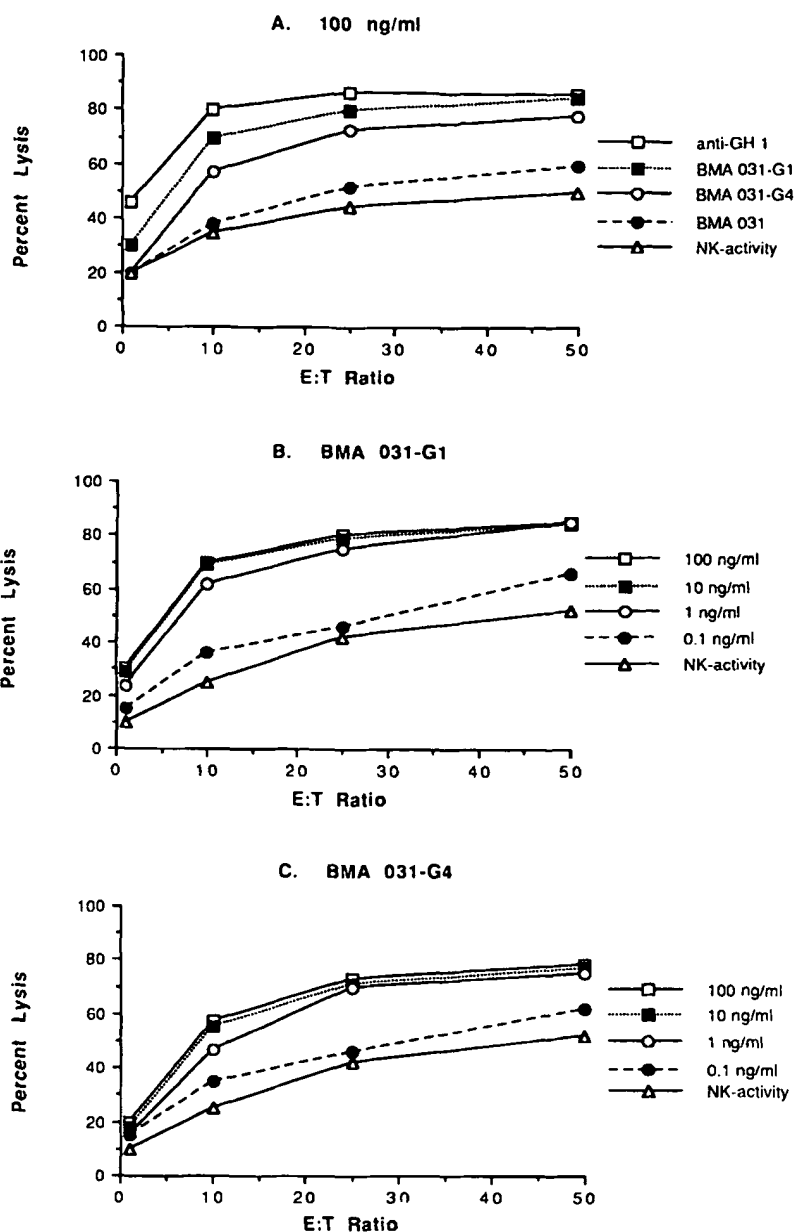 A. 100 ng/ml
Percent Lysis
100
80
60
40
20
0
0 10 20 30 40 50
E:T Ratio
anti-GH 1
BMA 031-G1
BMA 031-G4
BMA 031
NK-activity
B. BMA 031-G1
Percent Lysis
100
80
60
40
20
0
0 10 20 30 40 50
E:T Ratio
100 ng/ml
10 ng/ml
1 ng/ml
0.1 ng/ml
NK-activity
C. BMA 031-G4
Percent Lysis
100
80
60
40
20
0
0 10 20 30 40 50
E:T Ratio
100 ng/ml
10 ng/ml
1 ng/ml
0.1 ng/ml
NK-activity